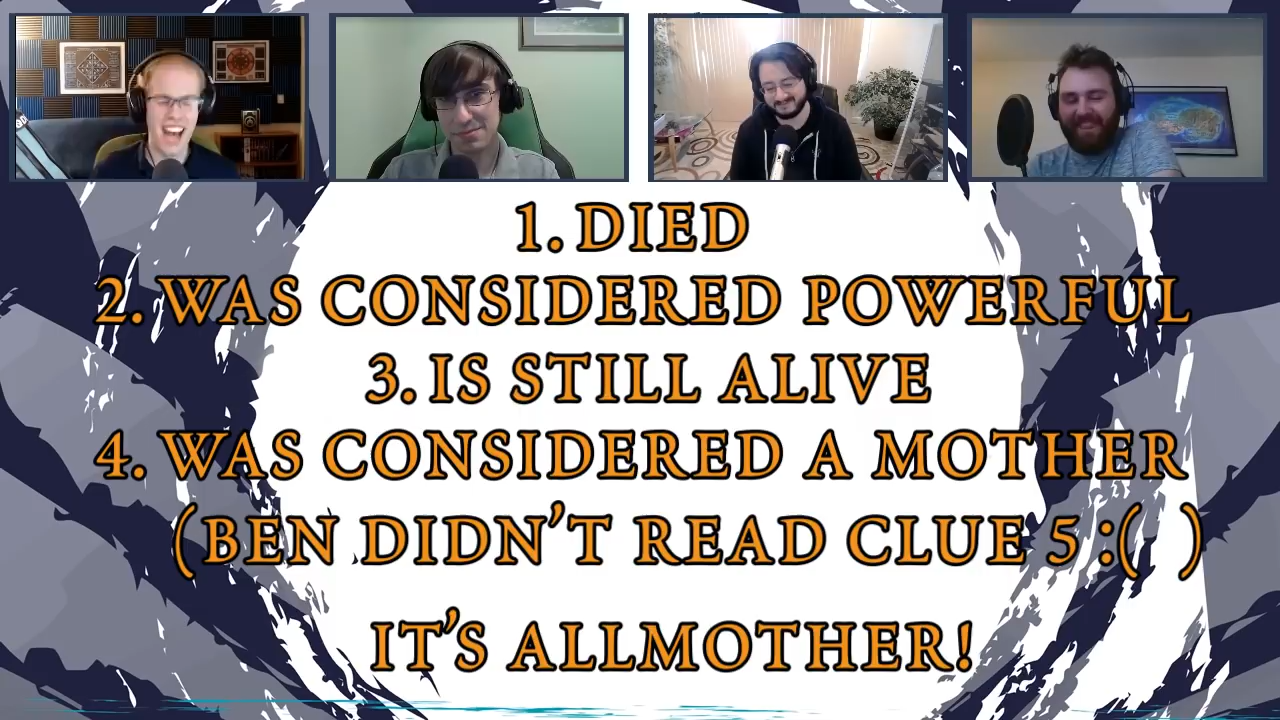 1. DIED
2. WAS CONSIDERED POWERFUL
3. IS STILL ALIVE
4. WAS CONSIDERED A MOTHER
(BEN DIDN'T READ CLUE 5 :( )
IT'S ALLMOTHER!